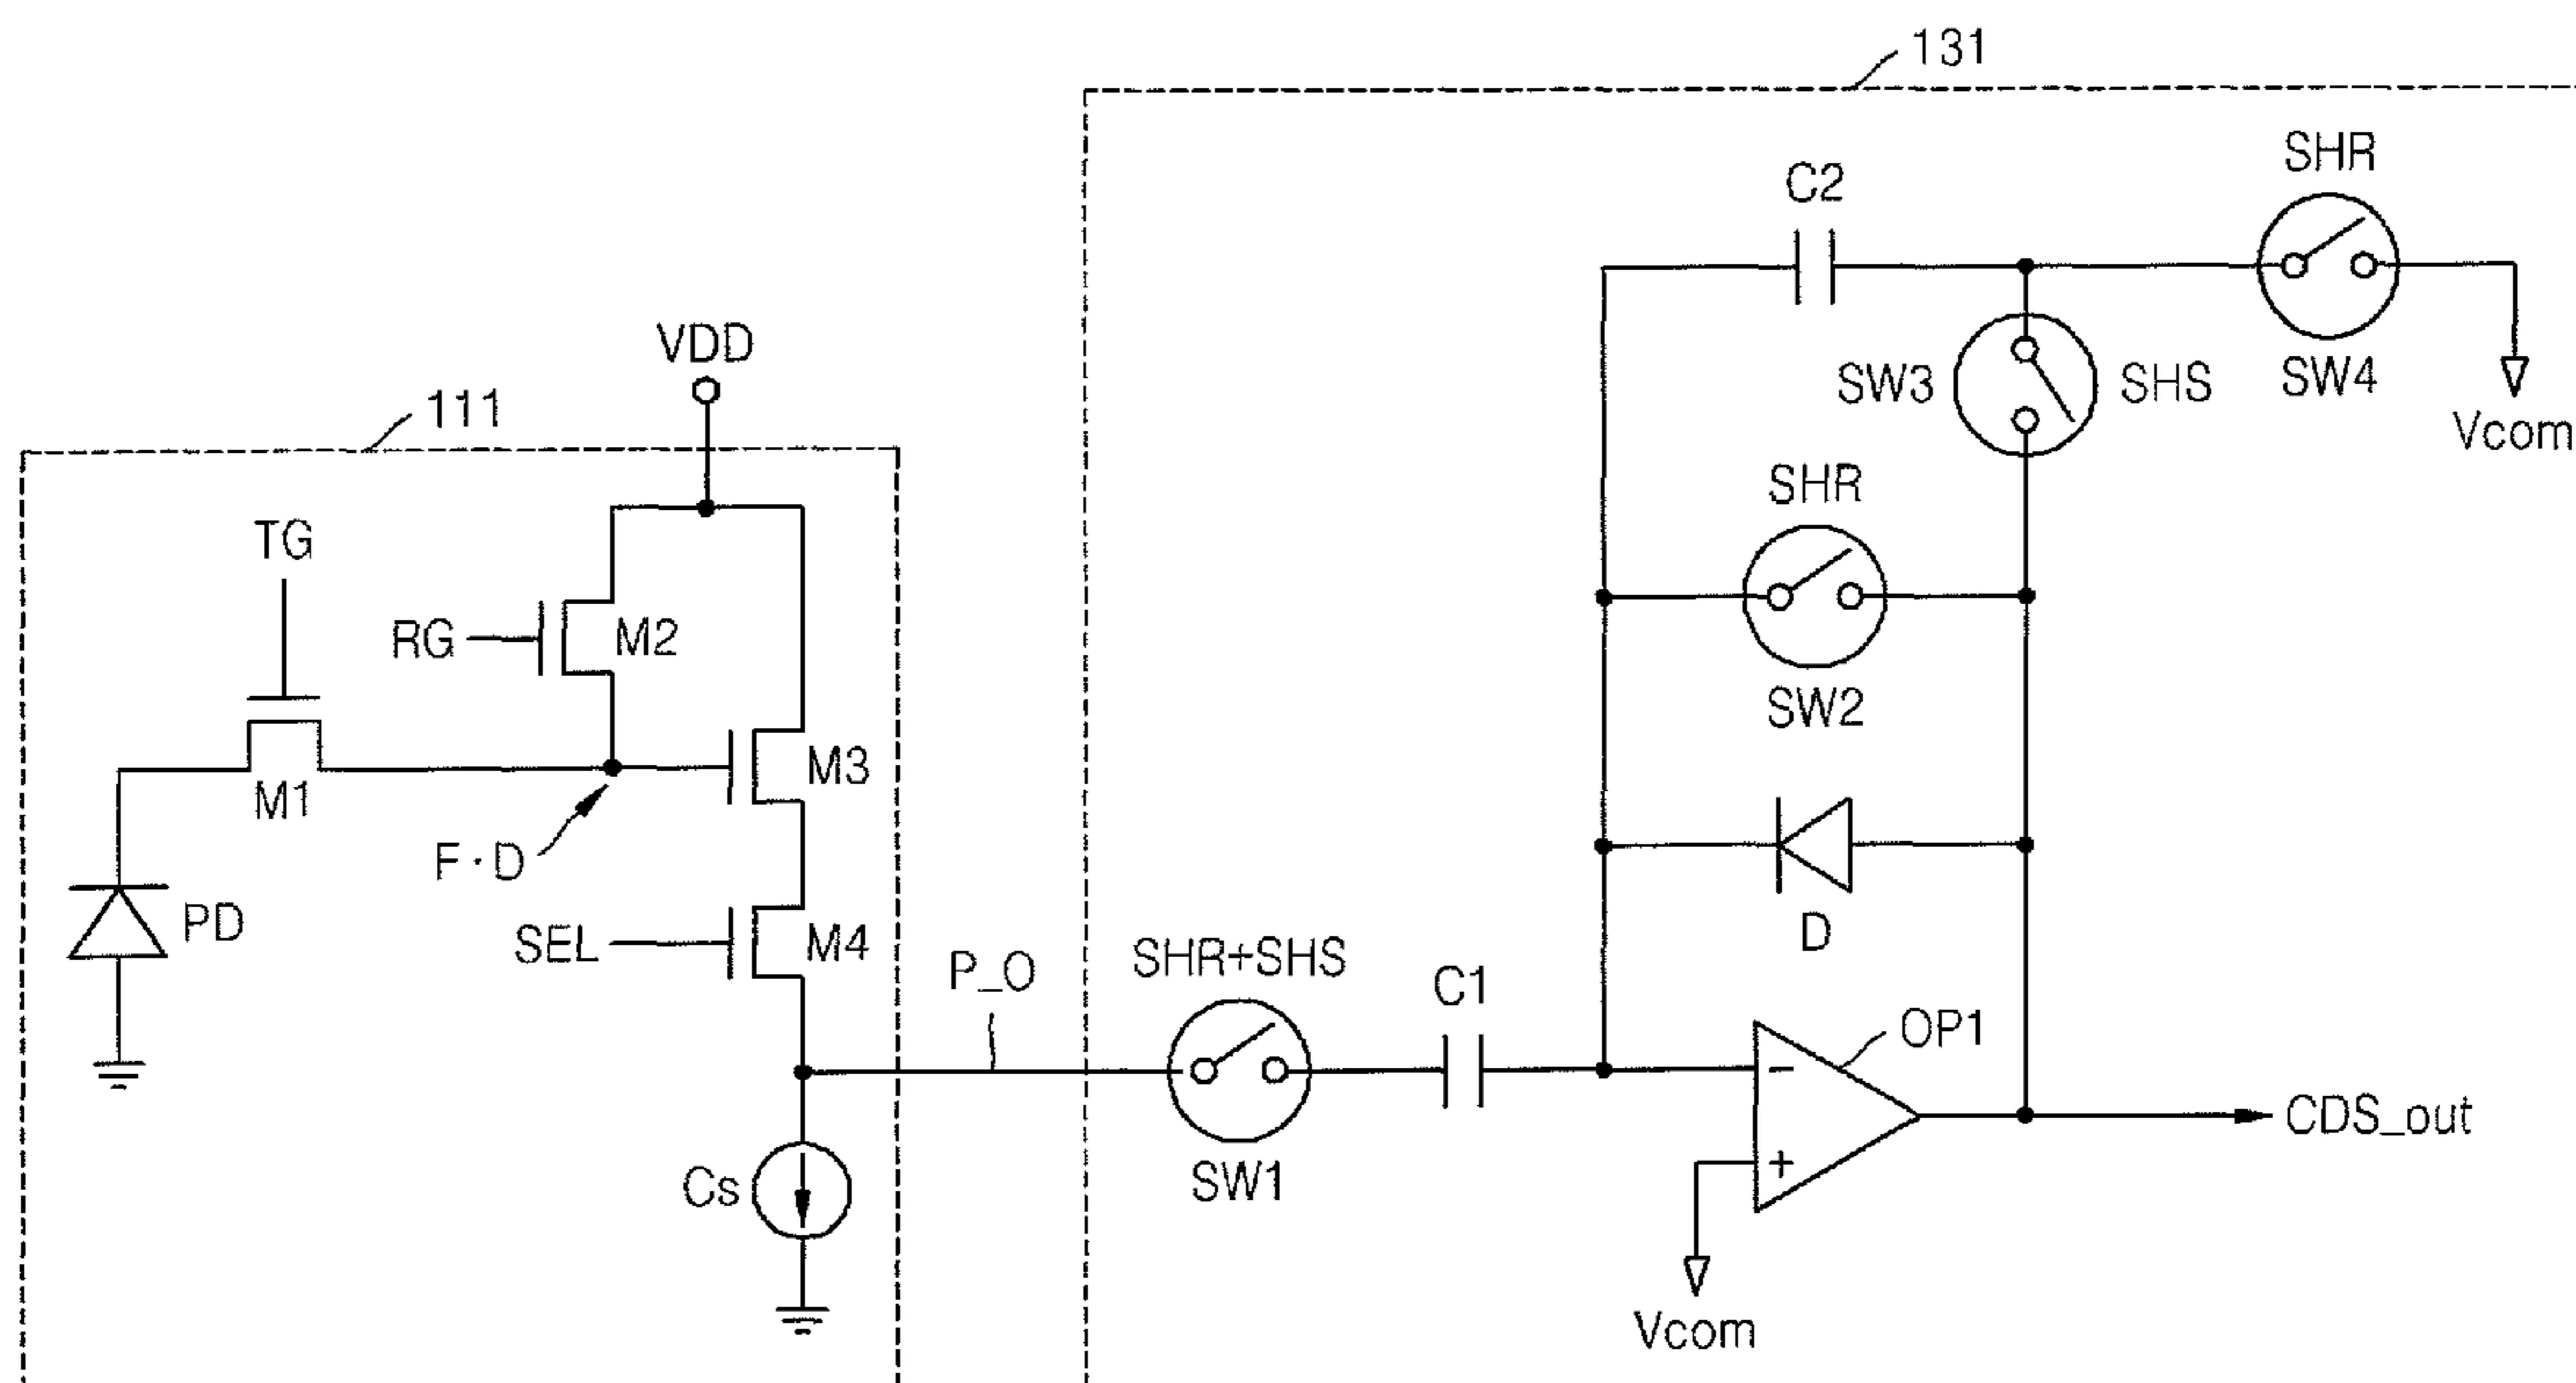 131
SHR
C2
VDD
SW3
SHS
SW4
111
Vcom
SHR
TG
RG
M2
SW2
M3
M1
F·D
PD
SEL
M4
D
P_O
SHR+SHS
C1
OP1
−
CDS_out
+
Cs
SW1
Vcom